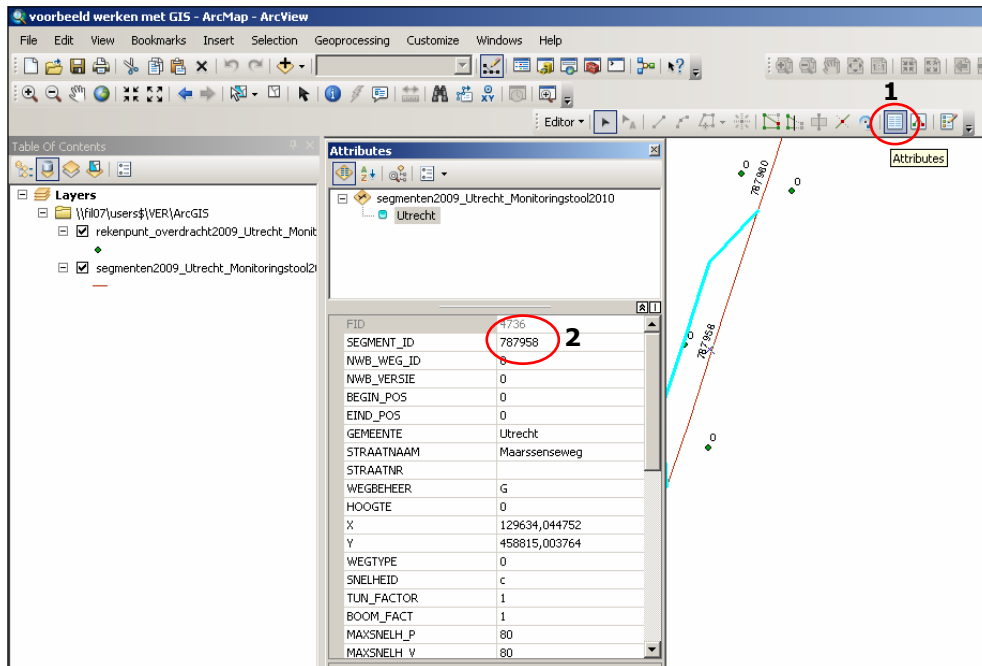 voorbeeld werken met GIS - ArcMap - ArcView
File Edit View Bookmarks Insert Selection Geoprocessing Customize Windows Help
1
Editor
Attributes
Table Of Contents
Layers
\\fil07\users$\VER\ArcGIS
rekenpunt_overdracht2009_Utrecht_Monit
segmenten2009_Utrecht_Monitoringstool2
Attributes
segmenten2009_Utrecht_Monitoringstool2010
Utrecht
FID 4736
SEGMENT_ID 787958
2
NWB_WEG_ID 0
NWB_VERSIE 0
BEGIN_POS 0
EIND_POS 0
GEMEENTE Utrecht
STRAATNAAM Maarssenseweg
STRAATNR
WEGBEHEER G
HOOGTE 0
X 129634,044752
Y 458815,003764
WEGTYPE 0
SNELHEID c
TUN_FACTOR 1
BOOM_FACT 1
MAXSNELH_P 80
MAXSNELH_V 80
0
787960
0
0
787958
0